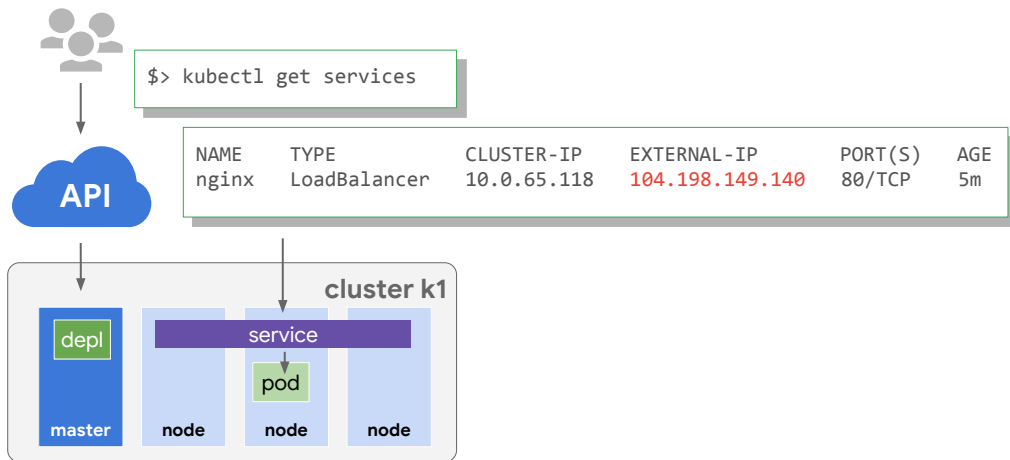 $> kubectl get services
NAME TYPE CLUSTER-IP EXTERNAL-IP PORT(S) AGE
nginx LoadBalancer 10.0.65.118 104.198.149.140 80/TCP 5m
API
cluster k1
depl
service
pod
master
node
node
node